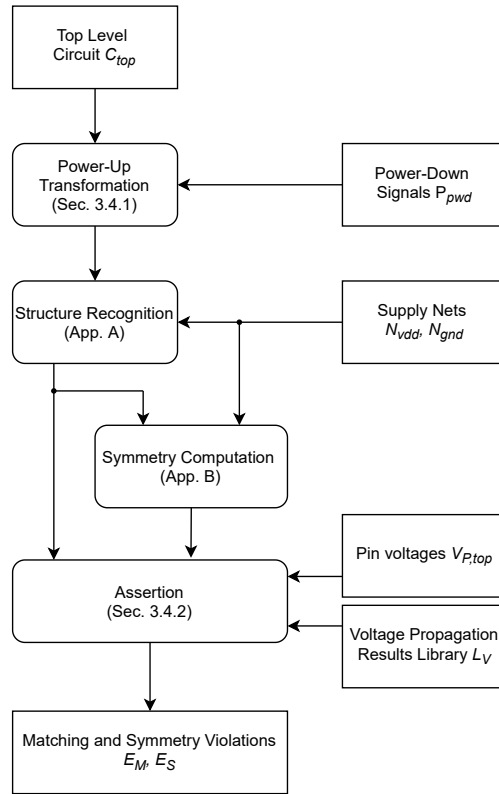 Top Level
Circuit C_top
Power-Up
Transformation
(Sec. 3.4.1)
Power-Down
Signals P_pwd
Structure Recognition
(App. A)
Supply Nets
N_vdd, N_gnd
Symmetry Computation
(App. B)
Pin voltages V_P,top
Assertion
(Sec. 3.4.2)
Voltage Propagation
Results Library L_V
Matching and Symmetry Violations
E_M, E_S